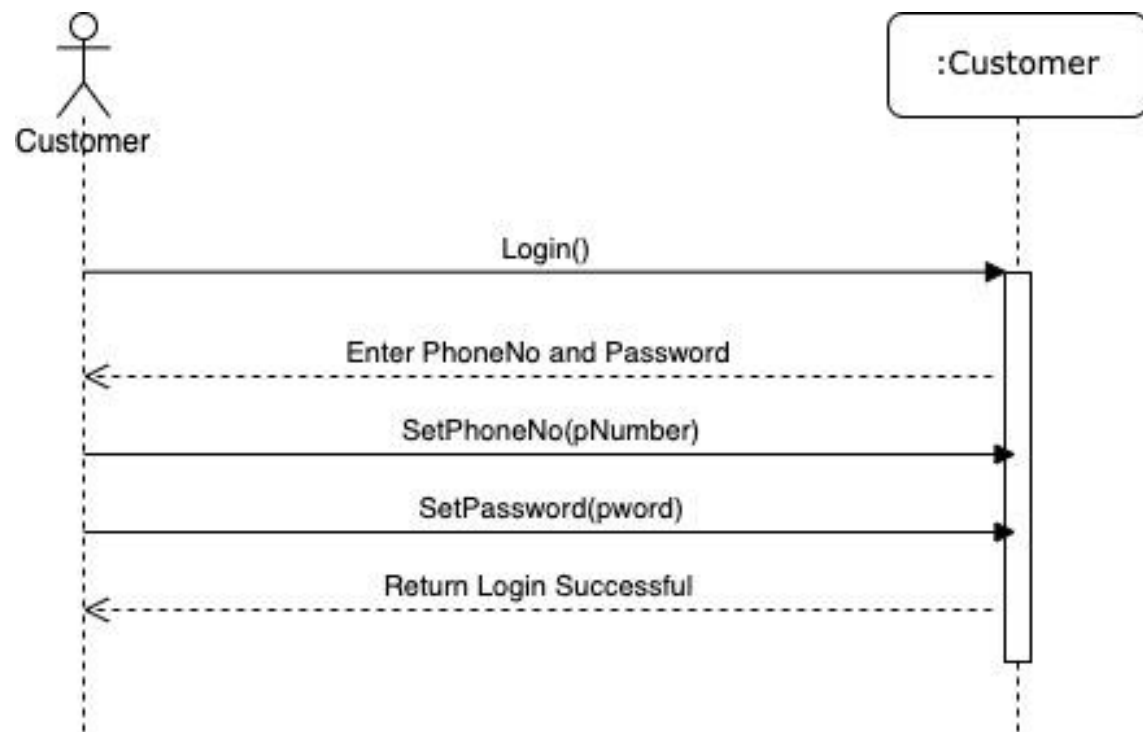 :Customer
Customer
Login()
Enter PhoneNo and Password
SetPhoneNo(pNumber)
SetPassword(pword)
Return Login Successful